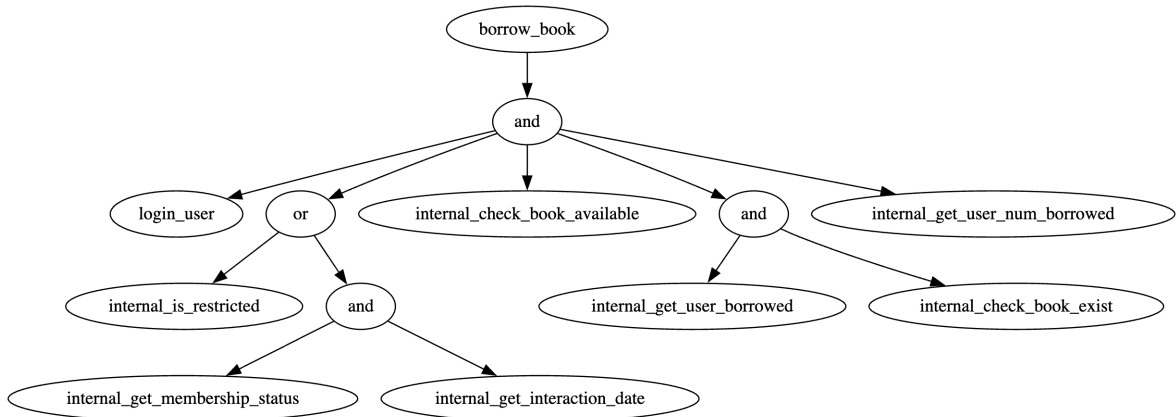 borrow_book
and
login_user
or
internal_check_book_available
and
internal_get_user_num_borrowed
internal_is_restricted
and
internal_get_user_borrowed
internal_check_book_exist
internal_get_membership_status
internal_get_interaction_date